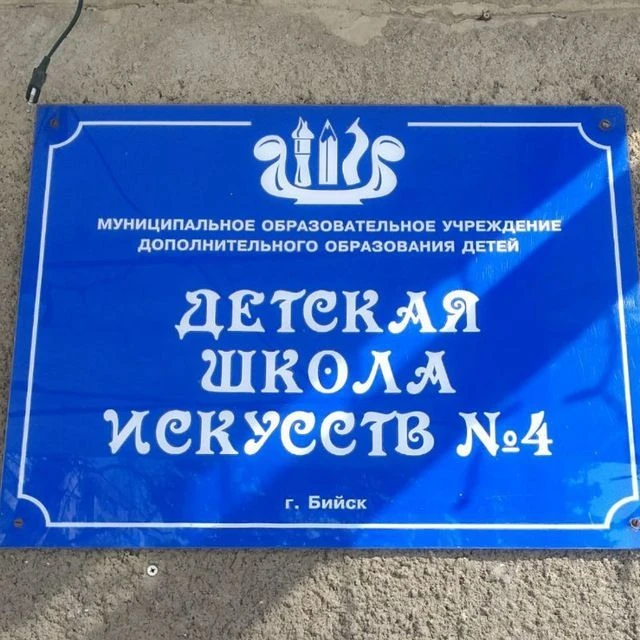 МУНИЦИПАЛЬНОЕ ОБРАЗОВАТЕЛЬНОЕ УЧРЕЖДЕНИЕ
ДОПОЛНИТЕЛЬНОГО ОБРАЗОВАНИЯ ДЕТЕЙ
ДЕТСКАЯ
ШКОЛА
ИСКУССТВ №4
г. Бийск